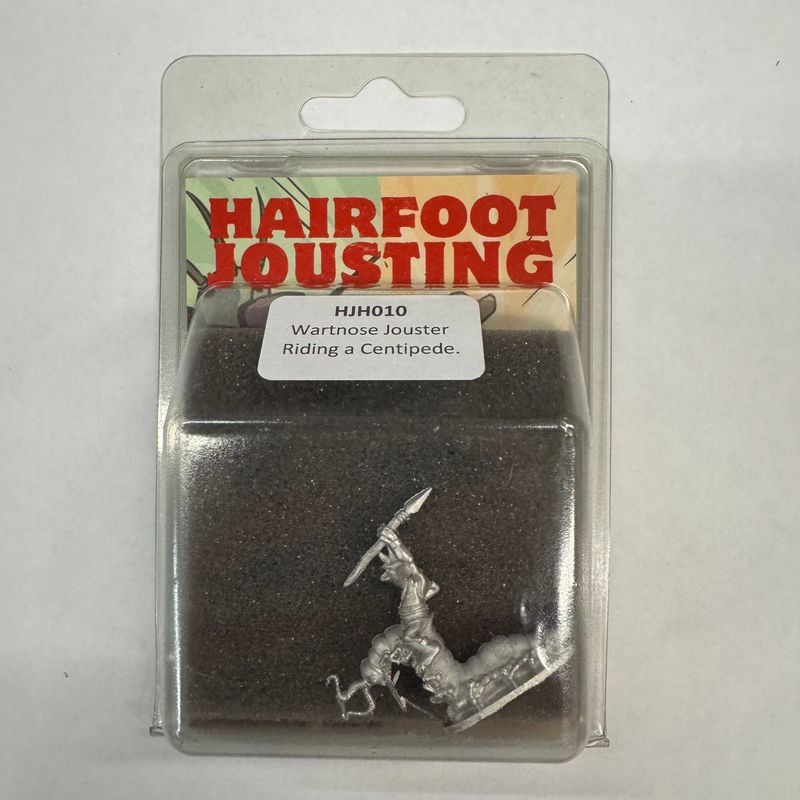 HAIRFOOT
JOUSTING
HJH010
Wartnose Jouster
Riding a Centipede.